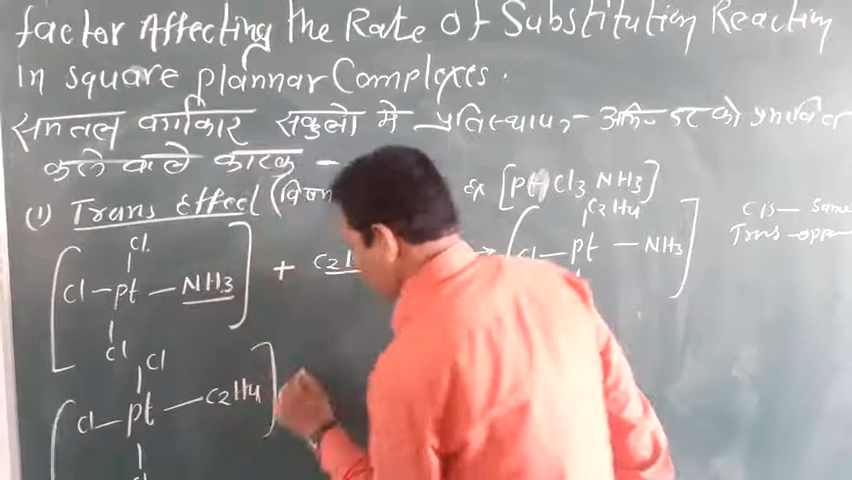 factor Affecting the Rate of Substitution Reaction
in square plannar Complexes.
समतल वर्गाकार संकुलो मे प्रतिस्थापन
करने वाले कारक -
(1) Trans Effect
Ex [Pt Cl3 NH3]
Cl
Cl - Pt - NH3
Cl
+ C2
C2H4
Cl - Pt - NH3
Cis - Same
Trans - oppo
Cl
Cl - Pt - C2H4
Cl